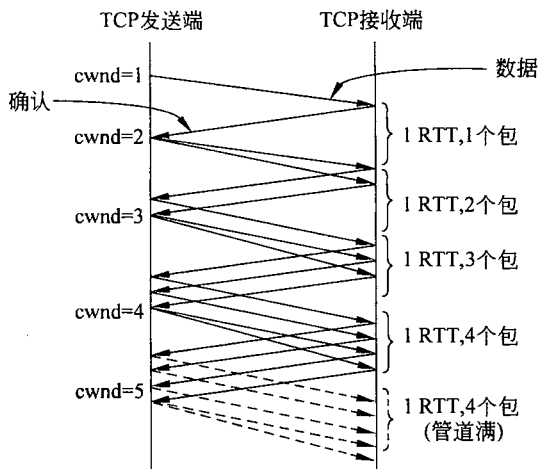 TCP发送端
TCP接收端
cwnd=1
数据
确认
cwnd=2
1 RTT,1个包
1 RTT,2个包
cwnd=3
1 RTT,3个包
cwnd=4
1 RTT,4个包
cwnd=5
1 RTT,4个包
(管道满)